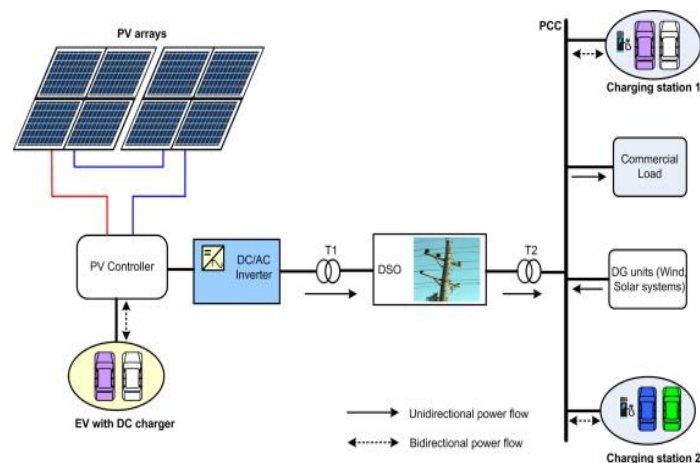 PV arrays
PCC
Charging station 1
Commercial
Load
T1
T2
PV Controller
DC/AC
Inverter
DSO
DG units (Wind,
Solar systems)
EV with DC charger
Unidirectional power flow
Bidirectional power flow
Charging station 2